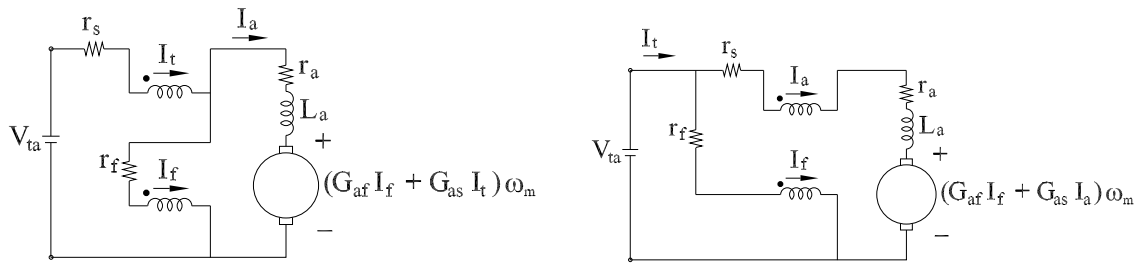 I_a
r_s
I_t
r_a
L_a
+
V_ta
r_f
I_f
(G_af I_f + G_as I_t) ω_m
−
I_t
r_s
I_a
r_a
r_f
L_a
+
V_ta
I_f
(G_af I_f + G_as I_a) ω_m
−